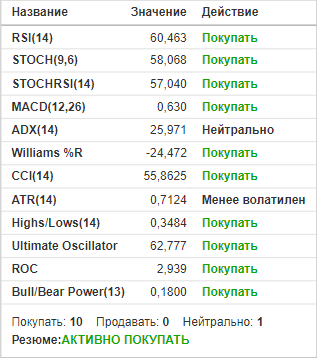 Название Значение Действие
RSI(14) 60,463 Покупать
STOCH(9,6) 58,068 Покупать
STOCHRSI(14) 57,040 Покупать
MACD(12,26) 0,630 Покупать
ADX(14) 25,971 Нейтрально
Williams %R -24,472 Покупать
CCI(14) 55,8625 Покупать
ATR(14) 0,7124 Менее волатилен
Highs/Lows(14) 0,3484 Покупать
Ultimate Oscillator 62,777 Покупать
ROC 2,939 Покупать
Bull/Bear Power(13) 0,1800 Покупать
Покупать: 10 Продавать: 0 Нейтрально: 1
Резюме:АКТИВНО ПОКУПАТЬ